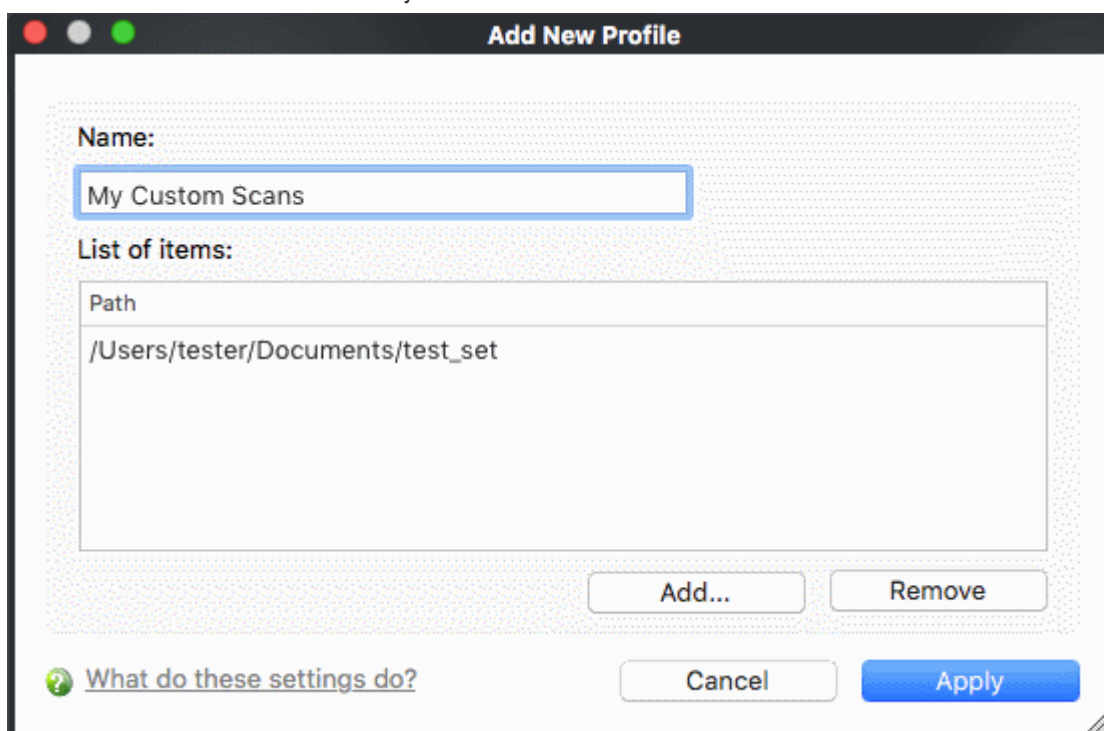 Add New Profile
Name:
My Custom Scans
List of items:
Path
/Users/tester/Documents/test_set
Add...
Remove
What do these settings do?
Cancel
Apply